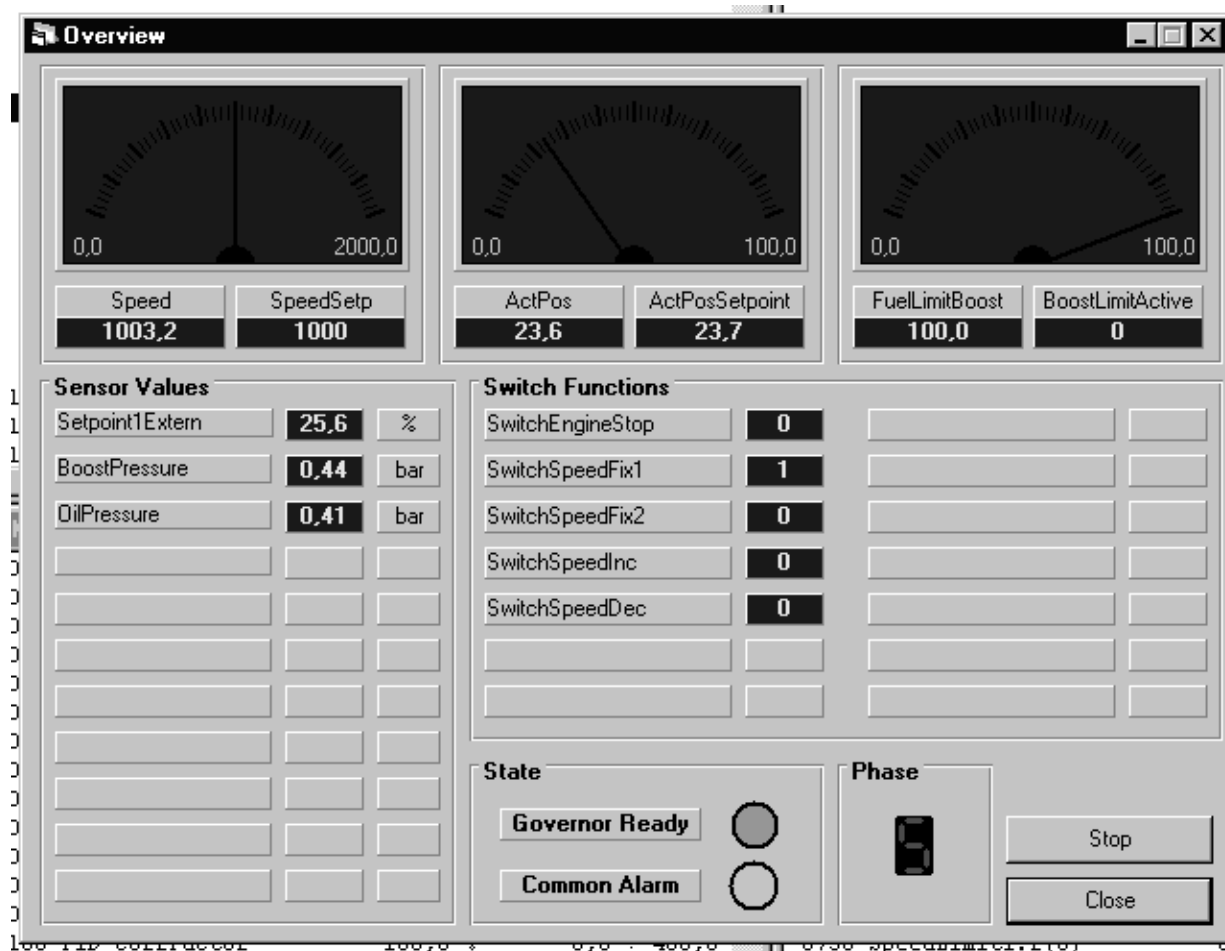 Overview
0,0 2000,0
0,0 100,0
0,0 100,0
Speed SpeedSetp ActPos ActPosSetpoint FuelLimitBoost BoostLimitActive
1003,2 1000 23,6 23,7 100,0 0
Sensor Values
Setpoint1Extern 25,6 %
BoostPressure 0,44 bar
OilPressure 0,41 bar
Switch Functions
SwitchEngineStop 0
SwitchSpeedFix1 1
SwitchSpeedFix2 0
SwitchSpeedInc 0
SwitchSpeedDec 0
State
Governor Ready
Common Alarm
Phase
5
Stop
Close